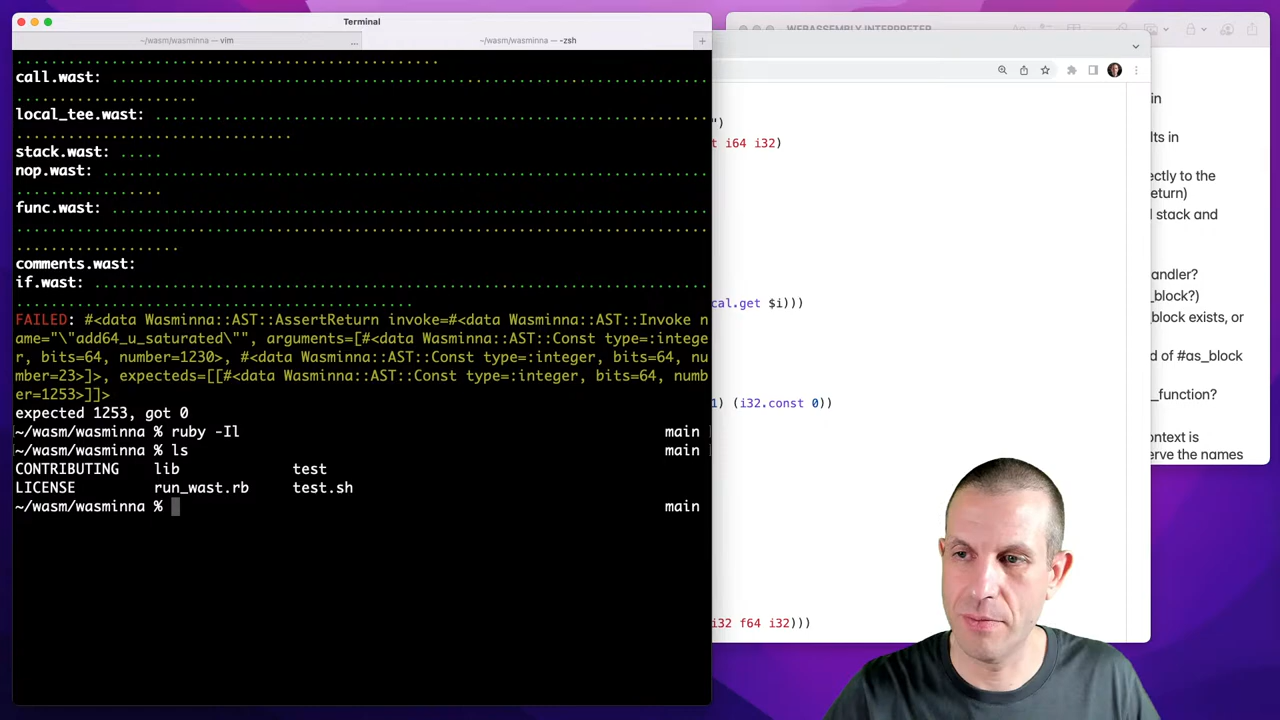 Terminal
~/wasm/wasminna — vim
...
~/wasm/wasminna — -zsh
+
call.wast:
local_tee.wast:
stack.wast:
nop.wast:
func.wast:
comments.wast:
if.wast:
FAILED: #<data Wasminna::AST::AssertReturn invoke=#<data Wasminna::AST::Invoke n
ame="\"add64_u_saturated\"", arguments=[#<data Wasminna::AST::Const type=:intege
r, bits=64, number=1230>, #<data Wasminna::AST::Const type=:integer, bits=64, nu
mber=23>]>, expecteds=[[#<data Wasminna::AST::Const type=:integer, bits=64, numb
er=1253>]]>
expected 1253, got 0
~/wasm/wasminna % ruby -Il main
~/wasm/wasminna % ls main
CONTRIBUTING lib test
LICENSE run_wast.rb test.sh
~/wasm/wasminna % main
WEBASSEMBLY INTERPRETER
")
t i64 i32)
cal.get $i)))
1) (i32.const 0))
i32 f64 i32)))
in
lts in
ectly to the
eturn)
d stack and
andler?
_block?)
_block exists, or
d of #as_block
_function?
ontext is
erve the names